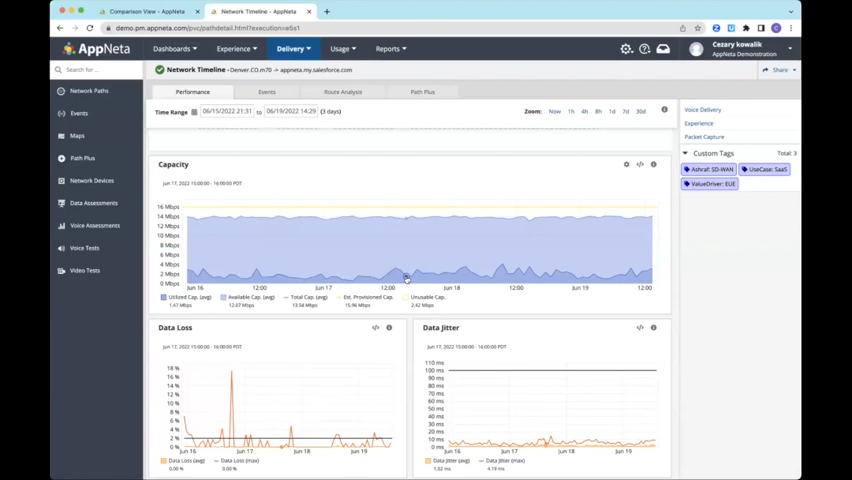 Comparison View - AppNeta
Network Timeline - AppNeta
demo.pm.appneta.com/pvc/pathdetail.html?execution=e5s1
AppNeta
Dashboards
Experience
Delivery
Usage
Reports
Cezary kowalik
AppNeta Demonstration
Search for ...
Network Timeline - Denver.CO.m70 -> appneta.my.salesforce.com
Share
Network Paths
Events
Maps
Path Plus
Network Devices
Data Assessments
Voice Assessments
Voice Tests
Video Tests
Performance
Events
Route Analysis
Path Plus
Time Range
06/15/2022 21:31
to
06/19/2022 14:29
(3 days)
Zoom:
Now
1h
4h
8h
1d
7d
30d
Voice Delivery
Experience
Packet Capture
Custom Tags
Total: 3
Ashraf: SD-WAN
UseCase: SaaS
ValueDriver: EUE
Capacity
Jun 17, 2022 15:00:00 - 16:00:00 PDT
16 Mbps
14 Mbps
12 Mbps
10 Mbps
8 Mbps
6 Mbps
4 Mbps
2 Mbps
0 Mbps
Jun 16
12:00
Jun 17
12:00
Jun 18
12:00
Jun 19
12:00
Utilized Cap. (avg)
Available Cap. (avg)
Total Cap. (avg)
Est. Provisioned Cap.
Unusable Cap.
1.47 Mbps
12.07 Mbps
13.54 Mbps
15.96 Mbps
2.42 Mbps
Data Loss
Jun 17, 2022 15:00:00 - 16:00:00 PDT
18 %
16 %
14 %
12 %
10 %
8 %
6 %
4 %
2 %
0 %
Jun 16
Jun 17
Jun 18
Jun 19
Data Loss (avg)
Data Loss (max)
0.00 %
0.00 %
Data Jitter
Jun 17, 2022 15:00:00 - 16:00:00 PDT
110 ms
100 ms
90 ms
80 ms
70 ms
60 ms
50 ms
40 ms
30 ms
20 ms
10 ms
0 ms
Jun 16
Jun 17
Jun 18
Jun 19
Data Jitter (avg)
Data Jitter (max)
1.02 ms
4.19 ms